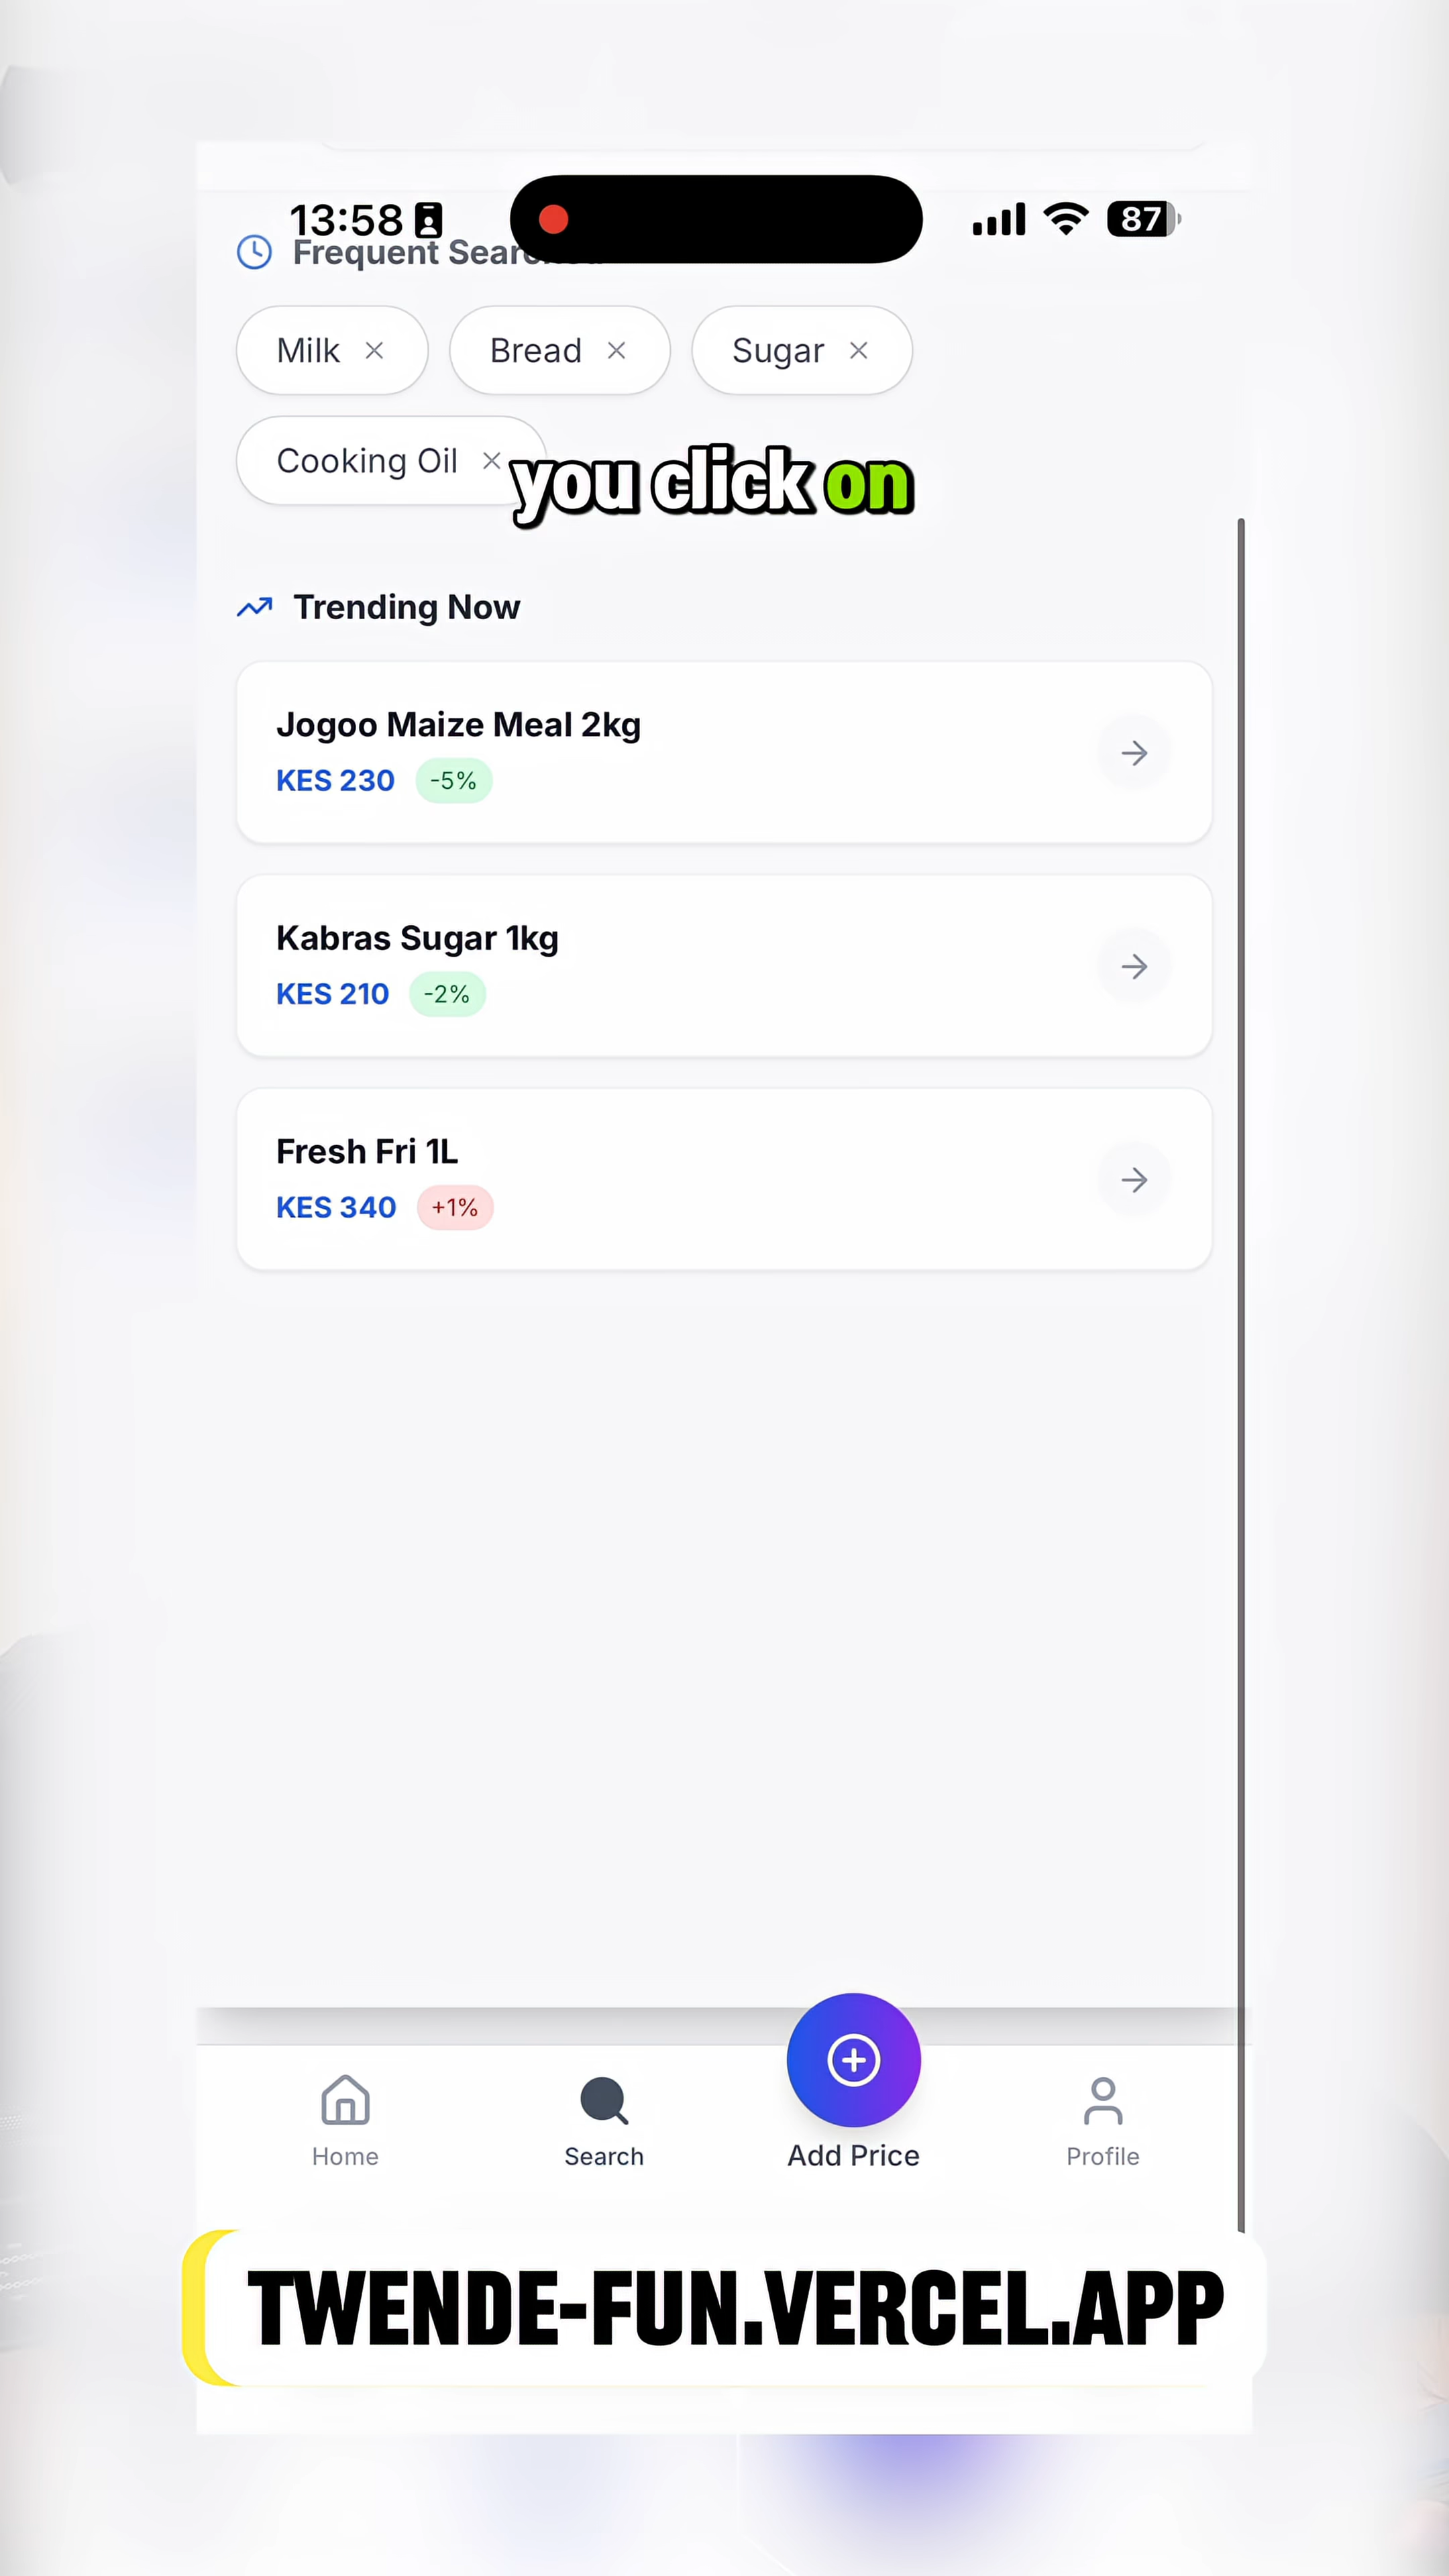 13:58
87
Frequent
Milk
Bread
Sugar
Cooking Oil
you click on
Trending Now
Jogoo Maize Meal 2kg
KES 230 -5%
Kabras Sugar 1kg
KES 210 -2%
Fresh Fri 1L
KES 340 +1%
Home
Search
Add Price
Profile
TWENDE-FUN.VERCEL.APP